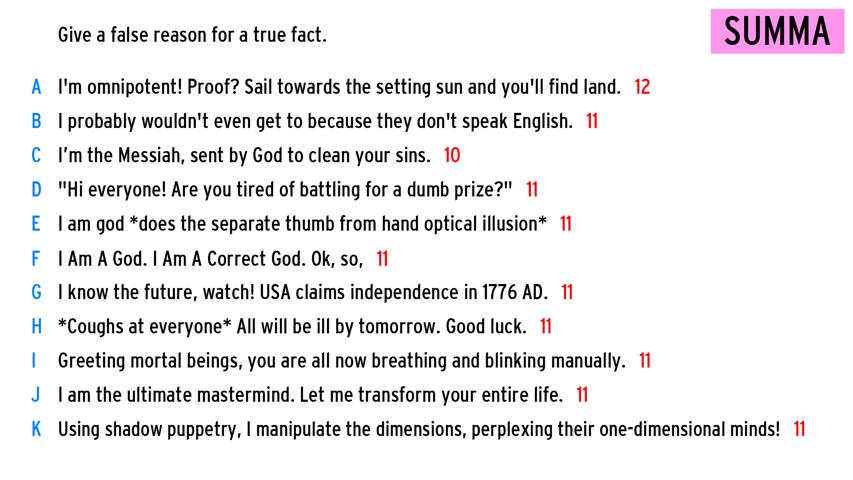 Give a false reason for a true fact.
SUMMA
A I'm omnipotent! Proof? Sail towards the setting sun and you'll find land. 12
B I probably wouldn't even get to because they don't speak English. 11
C I’m the Messiah, sent by God to clean your sins. 10
D "Hi everyone! Are you tired of battling for a dumb prize?" 11
E I am god *does the separate thumb from hand optical illusion* 11
F I Am A God. I Am A Correct God. Ok, so, 11
G I know the future, watch! USA claims independence in 1776 AD. 11
H *Coughs at everyone* All will be ill by tomorrow. Good luck. 11
I Greeting mortal beings, you are all now breathing and blinking manually. 11
J I am the ultimate mastermind. Let me transform your entire life. 11
K Using shadow puppetry, I manipulate the dimensions, perplexing their one-dimensional minds! 11